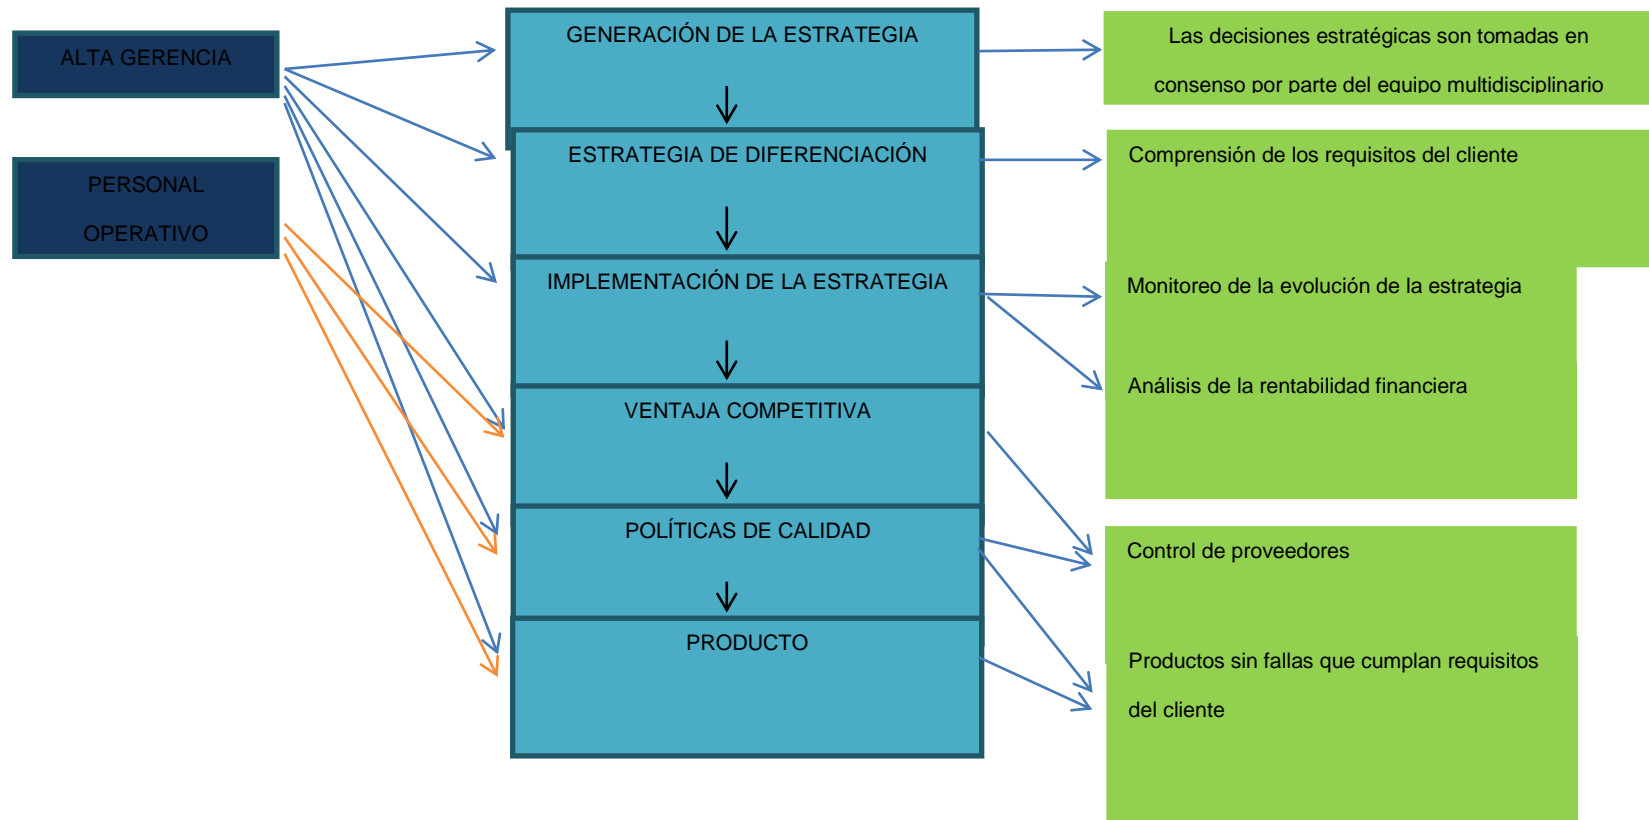 ALTA GERENCIA
PERSONAL
OPERATIVO
GENERACIÓN DE LA ESTRATEGIA
ESTRATEGIA DE DIFERENCIACIÓN
IMPLEMENTACIÓN DE LA ESTRATEGIA
VENTAJA COMPETITIVA
POLÍTICAS DE CALIDAD
PRODUCTO
Las decisiones estratégicas son tomadas en
consenso por parte del equipo multidisciplinario
Comprensión de los requisitos del cliente
Monitoreo de la evolución de la estrategia
Análisis de la rentabilidad financiera
Control de proveedores
Productos sin fallas que cumplan requisitos
del cliente